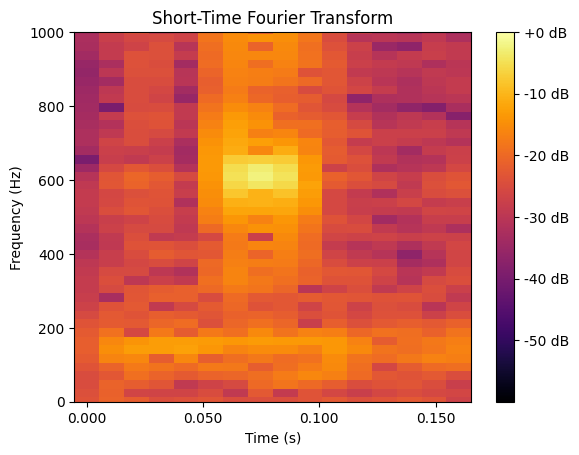 Short-Time Fourier Transform
1000
800
600
400
200
0
Frequency (Hz)
0.000
0.050
0.100
0.150
Time (s)
+0 dB
-10 dB
-20 dB
-30 dB
-40 dB
-50 dB